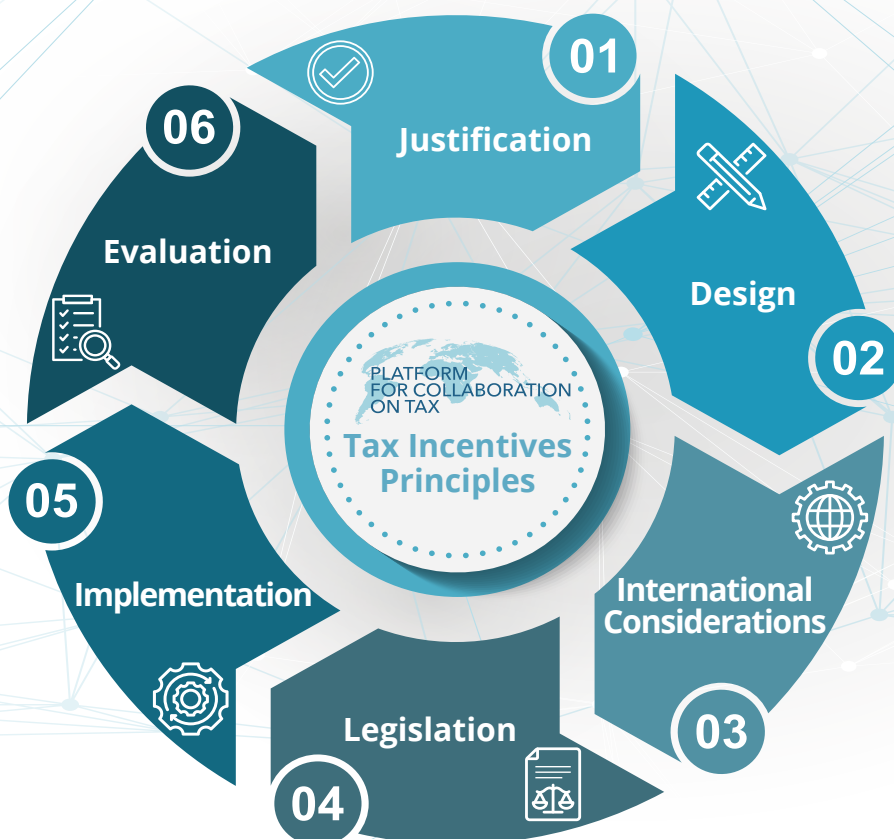 PLATFORM
FOR COLLABORATION
ON TAX
Tax Incentives
Principles
01
Justification
02
Design
03
International
Considerations
04
Legislation
05
Implementation
06
Evaluation